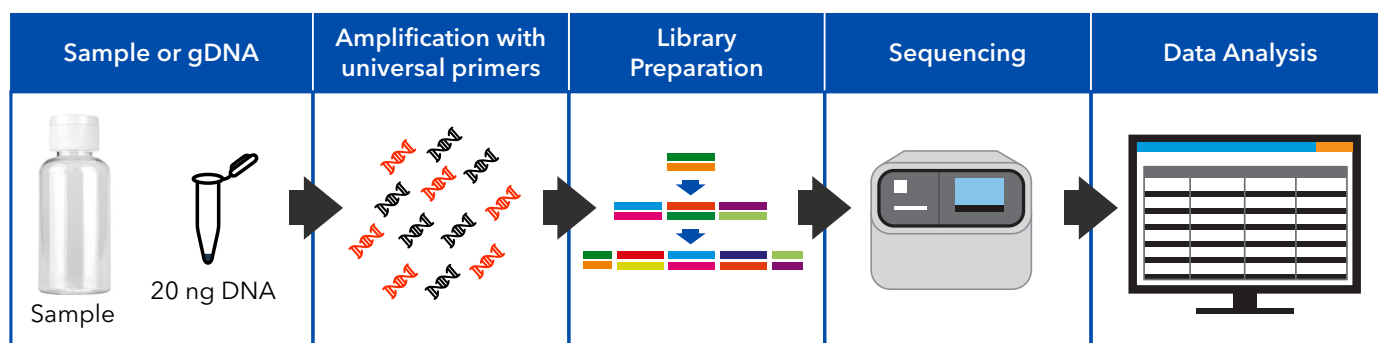 Sample or gDNA
Amplification with
universal primers
Library
Preparation
Sequencing
Data Analysis
20 ng DNA
Sample